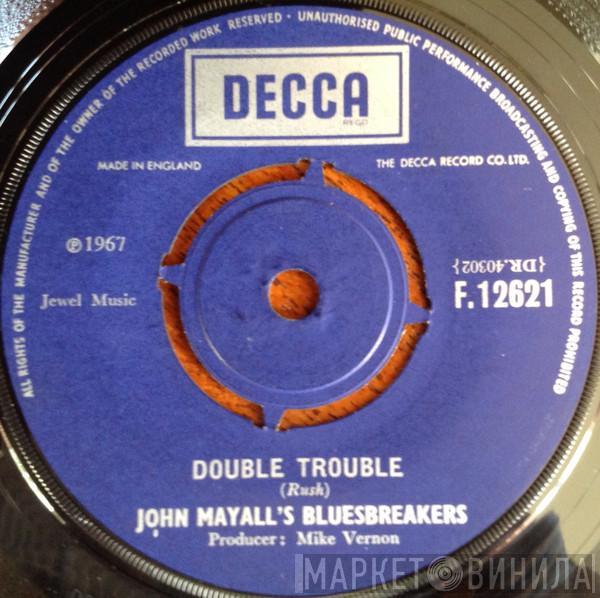 ALL RIGHTS OF THE MANUFACTURER AND OF THE OWNER OF THE RECORDED WORK RESERVED · UNAUTHORISED PUBLIC PERFORMANCE BROADCASTING AND COPYING OF THIS RECORD PROHIBITED
DECCA
REGD
MADE IN ENGLAND
THE DECCA RECORD CO. LTD.
℗1967
{DR.40302}
Jewel Music
F.12621
DOUBLE TROUBLE
(Rush)
JOHN MAYALL'S BLUESBREAKERS
Producer: Mike Vernon
МАРКЕТ ВИНИЛА